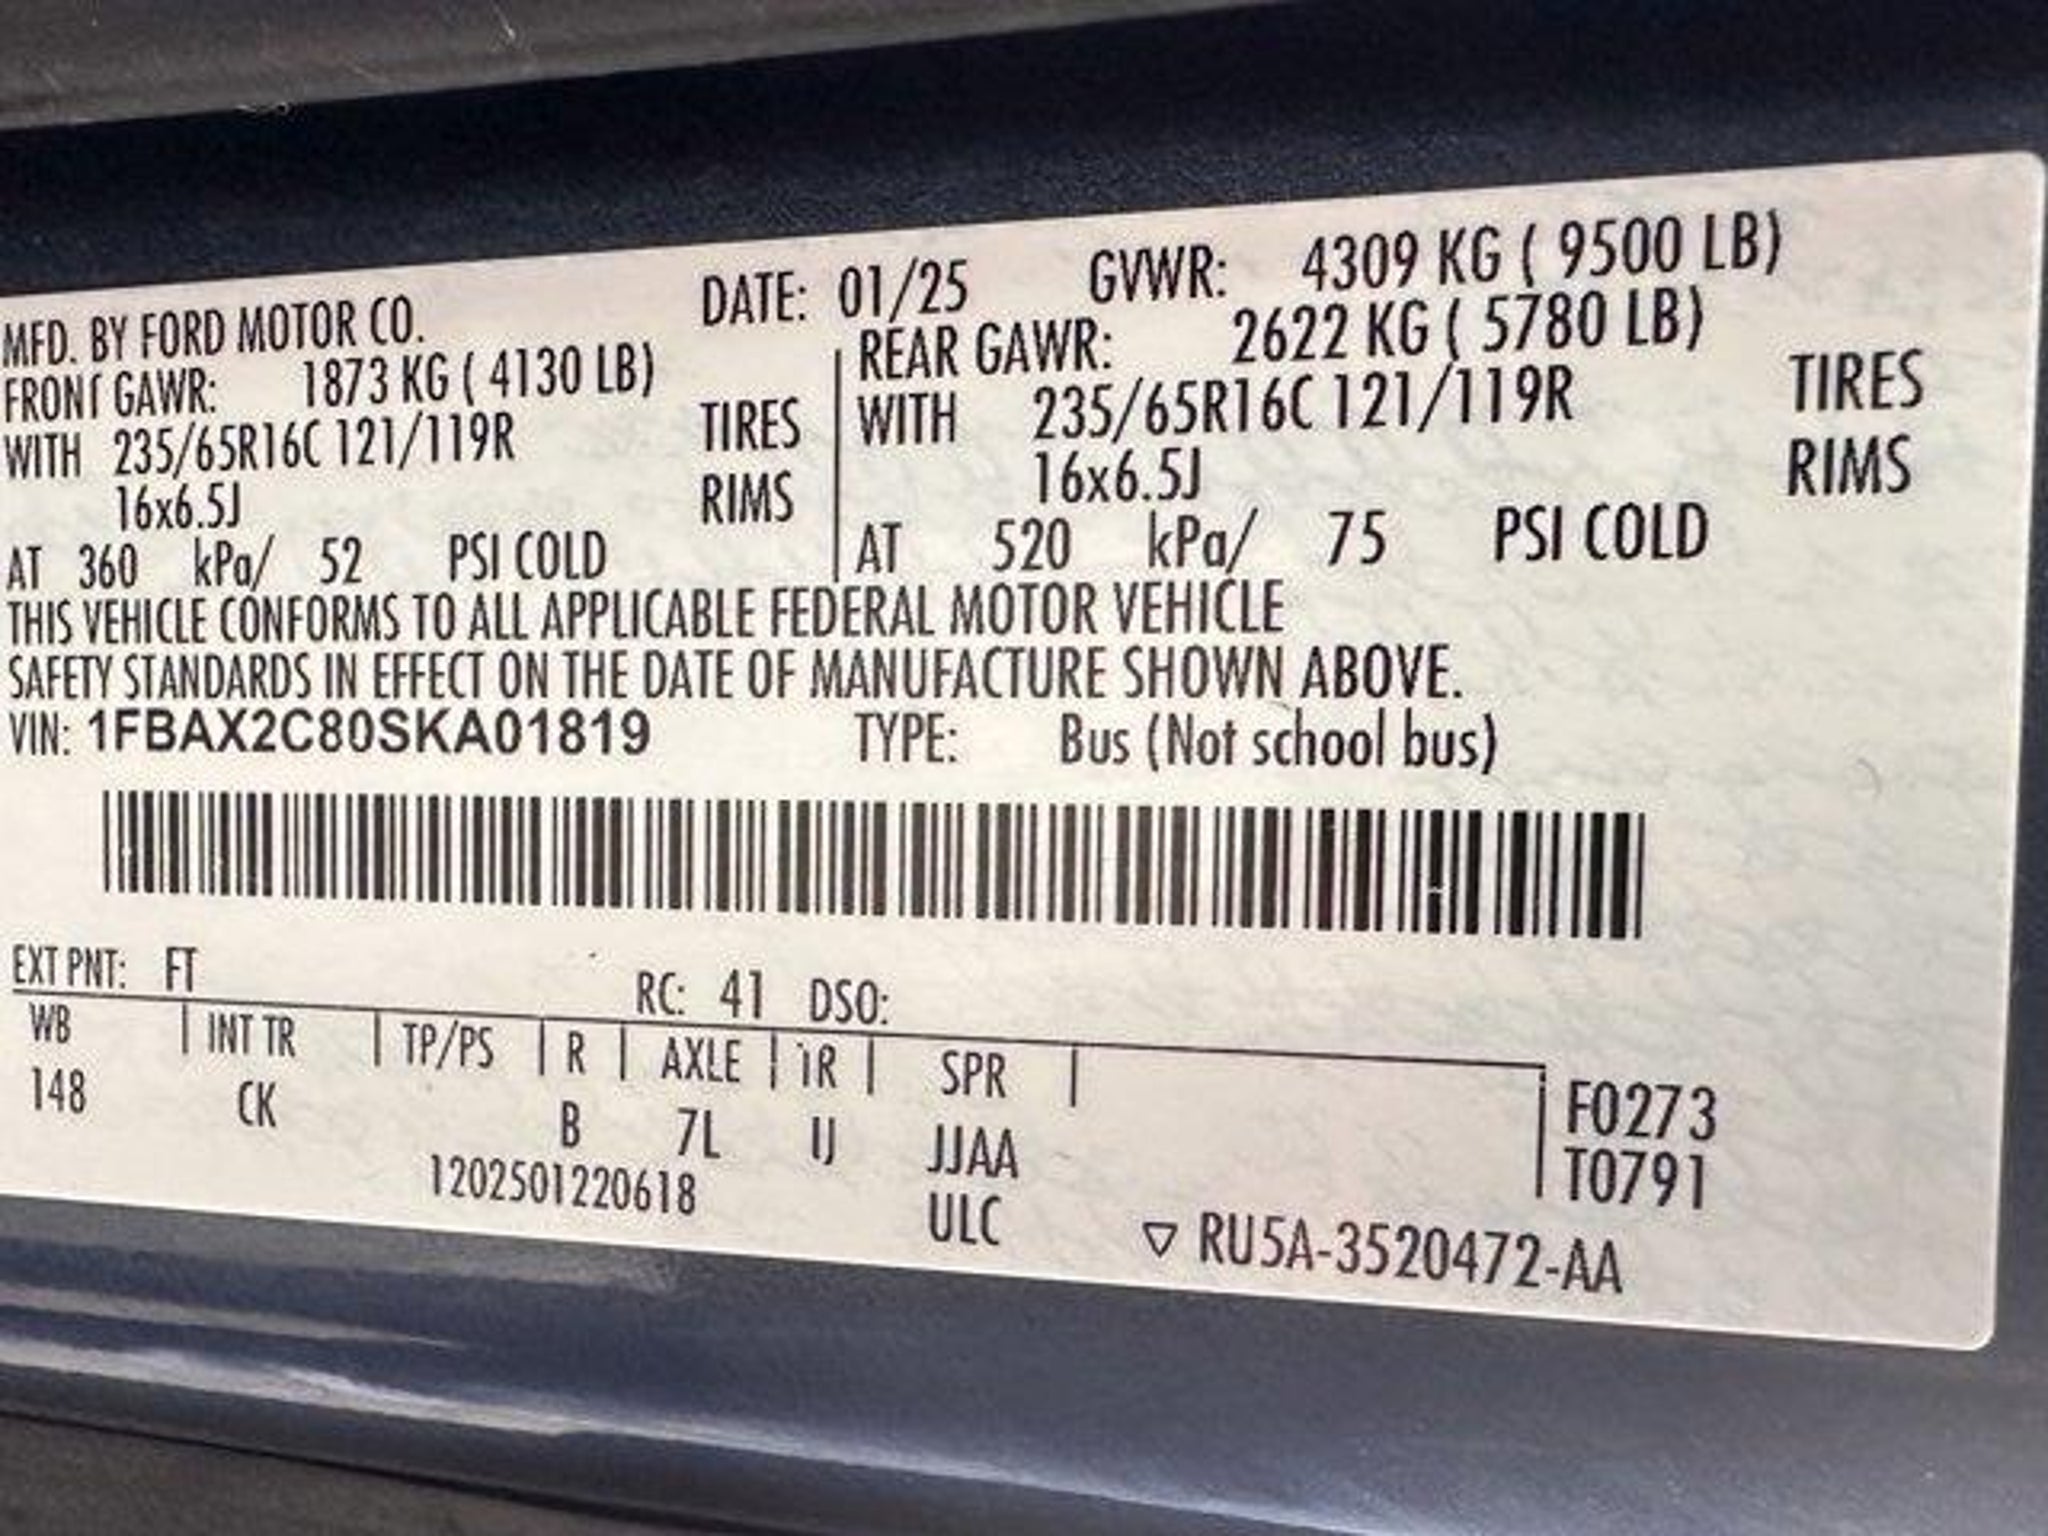 MFD. BY FORD MOTOR CO. DATE: 01/25 GVWR: 4309 KG ( 9500 LB)
FRONT GAWR: 1873 KG ( 4130 LB) REAR GAWR: 2622 KG ( 5780 LB)
WITH 235/65R16C 121/119R TIRES WITH 235/65R16C 121/119R TIRES
16x6.5J RIMS 16x6.5J RIMS
AT 360 kPa/ 52 PSI COLD AT 520 kPa/ 75 PSI COLD
THIS VEHICLE CONFORMS TO ALL APPLICABLE FEDERAL MOTOR VEHICLE
SAFETY STANDARDS IN EFFECT ON THE DATE OF MANUFACTURE SHOWN ABOVE.
VIN: 1FBAX2C80SKA01819 TYPE: Bus (Not school bus)
EXT PNT: FT RC: 41 DSO:
WB | INT TR | TP/PS | R | AXLE | TR | SPR |
148 CK B 7L IJ JJAA F0273
1202501220618 ULC T0791
▽ RU5A-3520472-AA